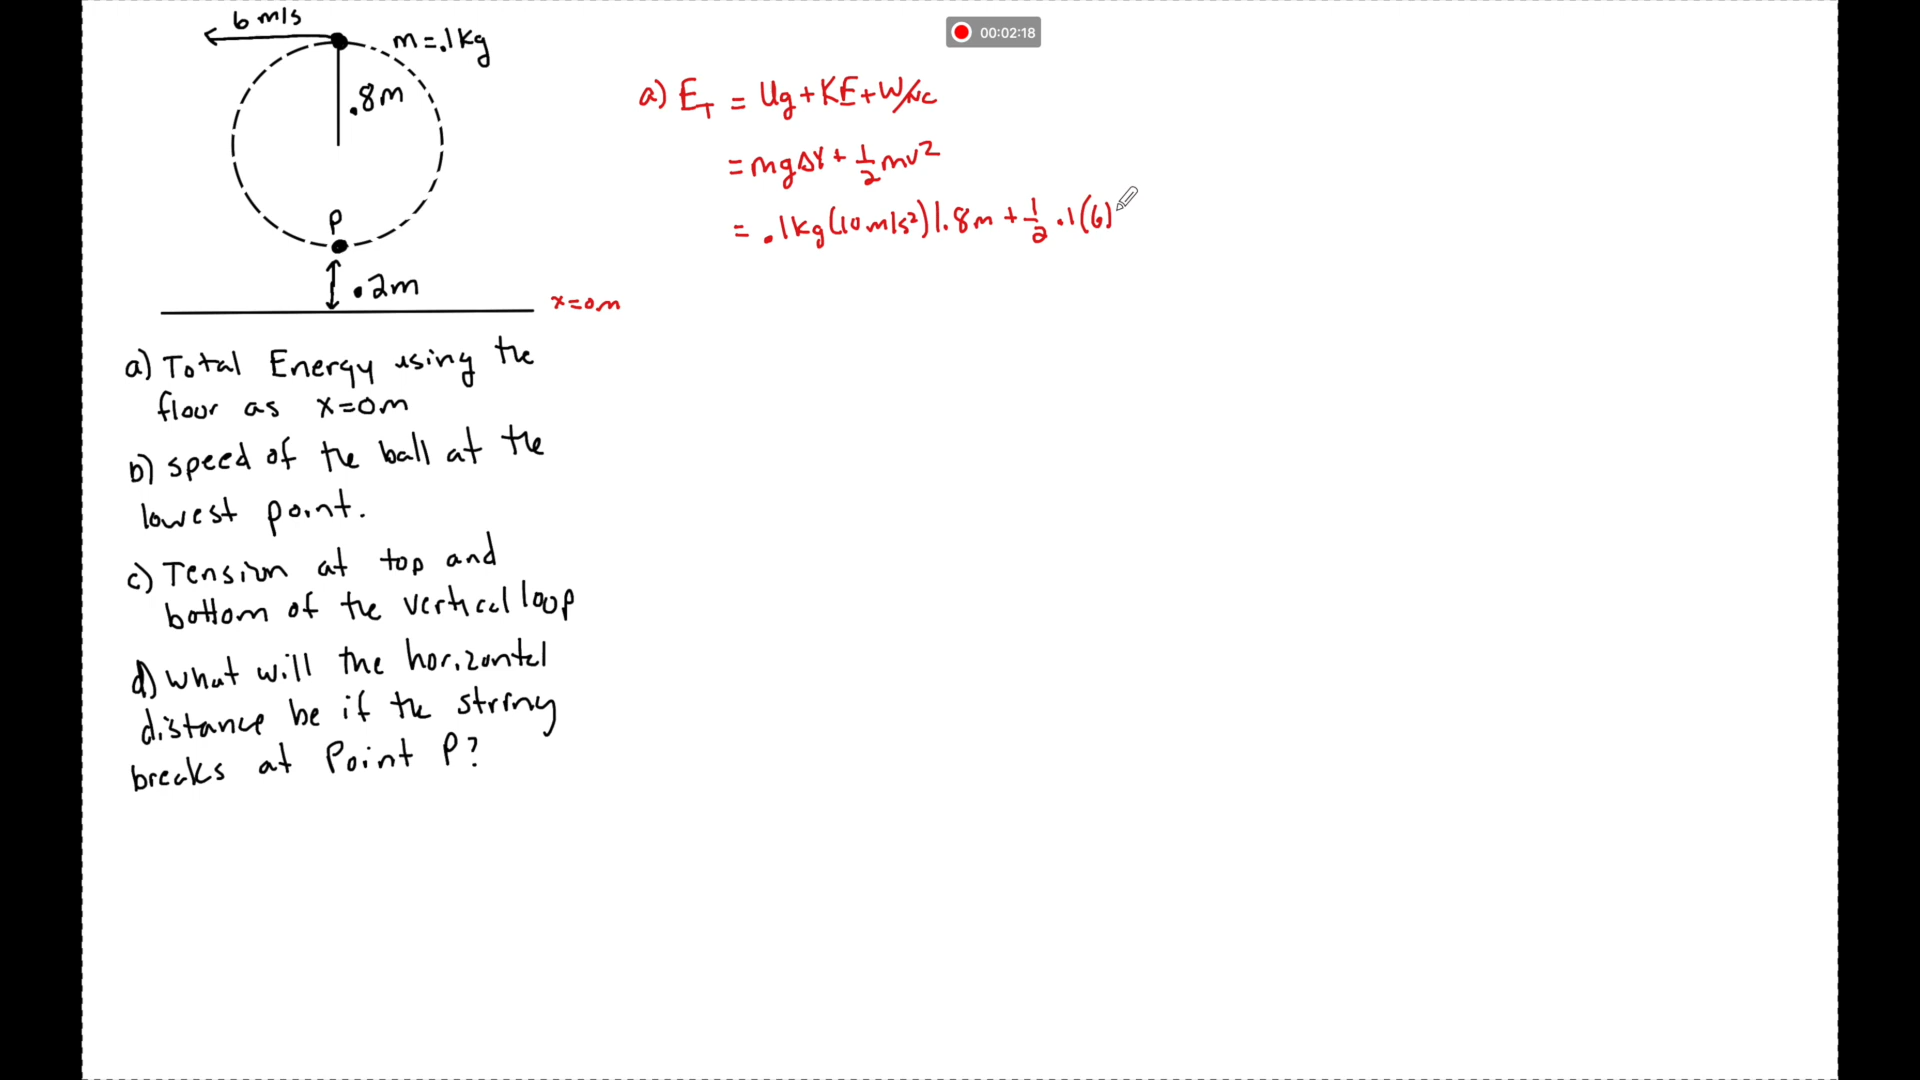 6 m/s
m=.1kg
.8m
P
.2m
x=0m
a) Total Energy using the
floor as x=0m
b) speed of the ball at the
lowest point.
c) Tension at top and
bottom of the vertical loop
d) what will the horizontal
distance be if the string
breaks at Point P?
00:02:18
a) E_T = Ug+KE+W/NC
=mgΔY+½mv²
=.1kg(10m/s²)1.8m+½.1(6)